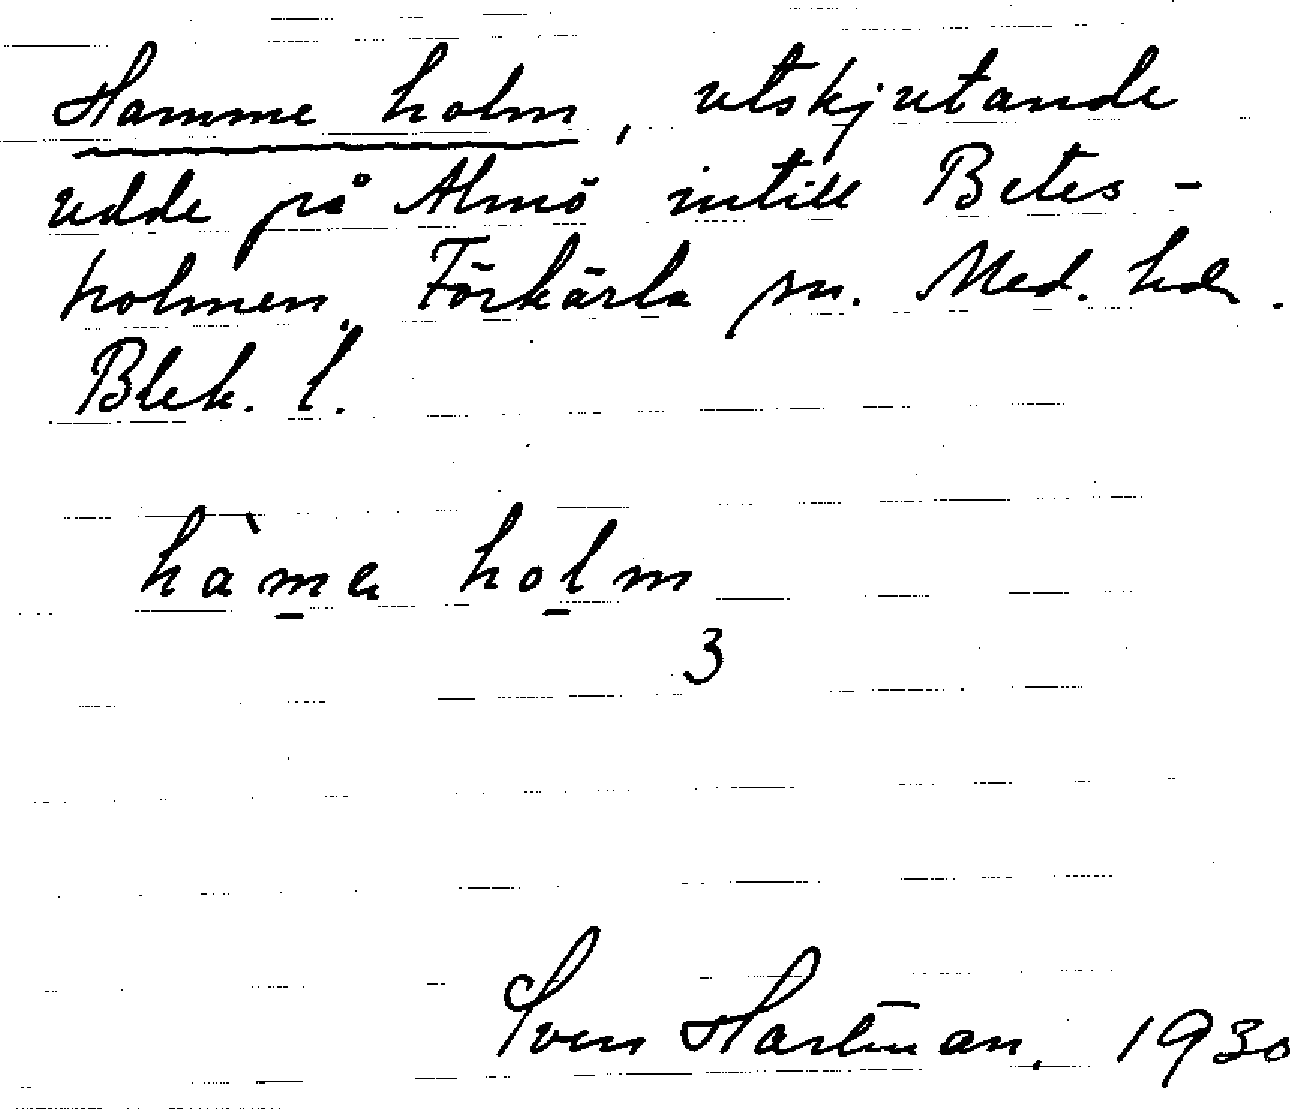 Hamme holm, utskjutande
udde på Almö intill Betes-
holmen, Förkärla sn. Med. hd.
Blek. l.
hàmα holm
3
Sven Hartman, 1930